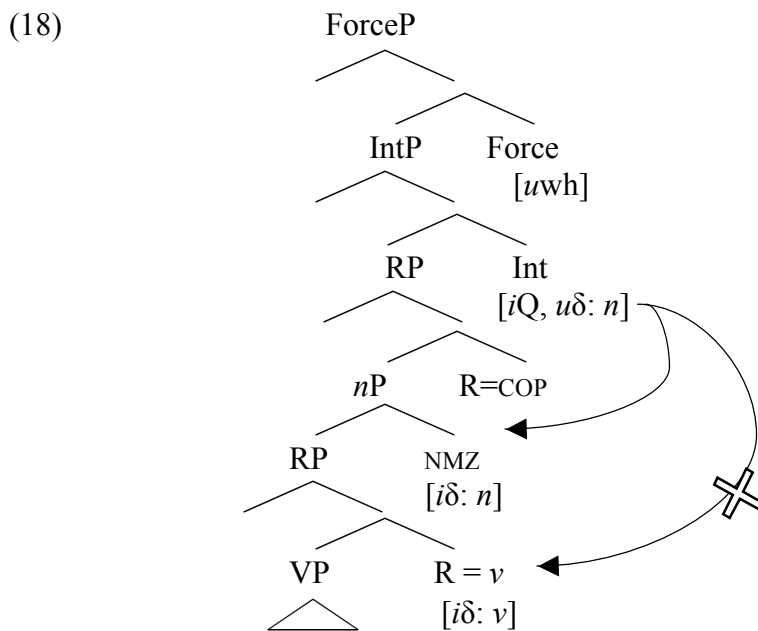 (18) ForceP
IntP Force
[uwh]
RP Int
[iQ, uδ: n]
nP R=COP
RP NMZ
[iδ: n]
VP R = v
[iδ: v]